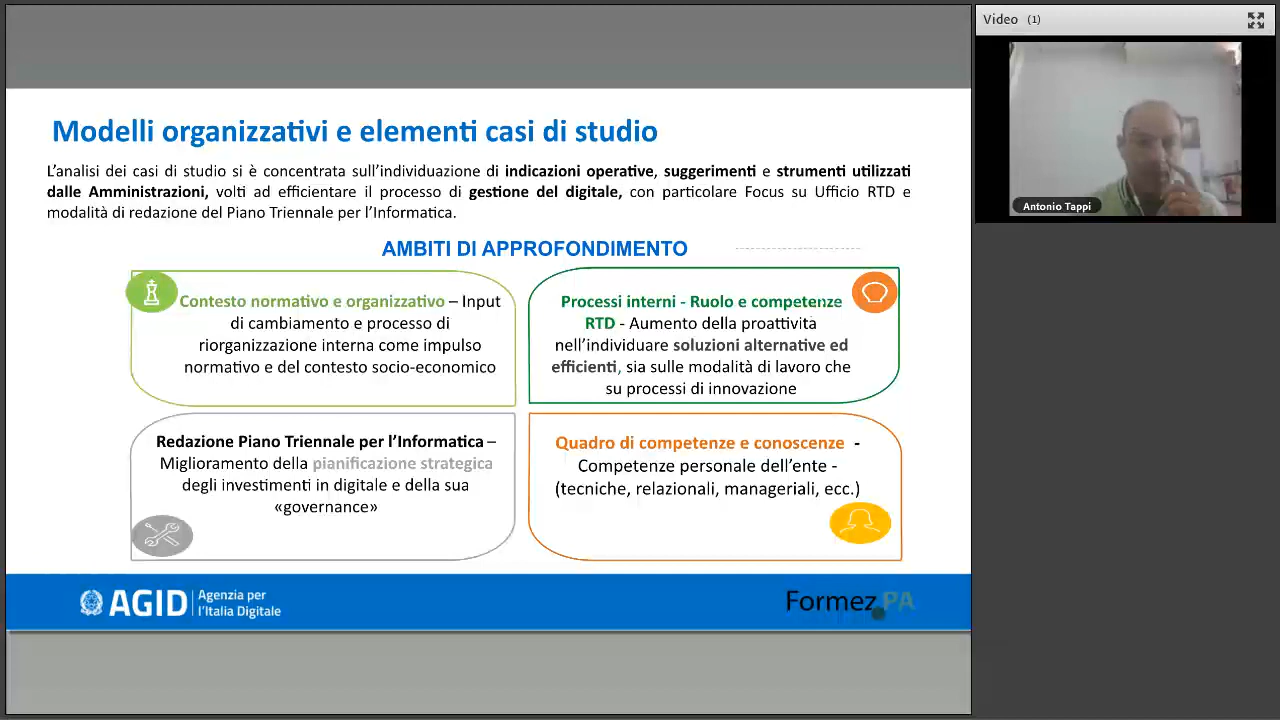 Video (1)
Antonio Tappi
Modelli organizzativi e elementi casi di studio
L'analisi dei casi di studio si è concentrata sull'individuazione di indicazioni operative, suggerimenti e strumenti utilizzati
dalle Amministrazioni, volti ad efficientare il processo di gestione del digitale, con particolare Focus su Ufficio RTD e
modalità di redazione del Piano Triennale per l'Informatica.
AMBITI DI APPROFONDIMENTO
Contesto normativo e organizzativo – Input
di cambiamento e processo di
riorganizzazione interna come impulso
normativo e del contesto socio-economico
Processi interni - Ruolo e competenze
RTD - Aumento della proattività
nell'individuare soluzioni alternative ed
efficienti, sia sulle modalità di lavoro che
su processi di innovazione
Redazione Piano Triennale per l'Informatica –
Miglioramento della pianificazione strategica
degli investimenti in digitale e della sua
«governance»
Quadro di competenze e conoscenze -
Competenze personale dell'ente -
(tecniche, relazionali, manageriali, ecc.)
AGID Agenzia per
l'Italia Digitale
Formez PA